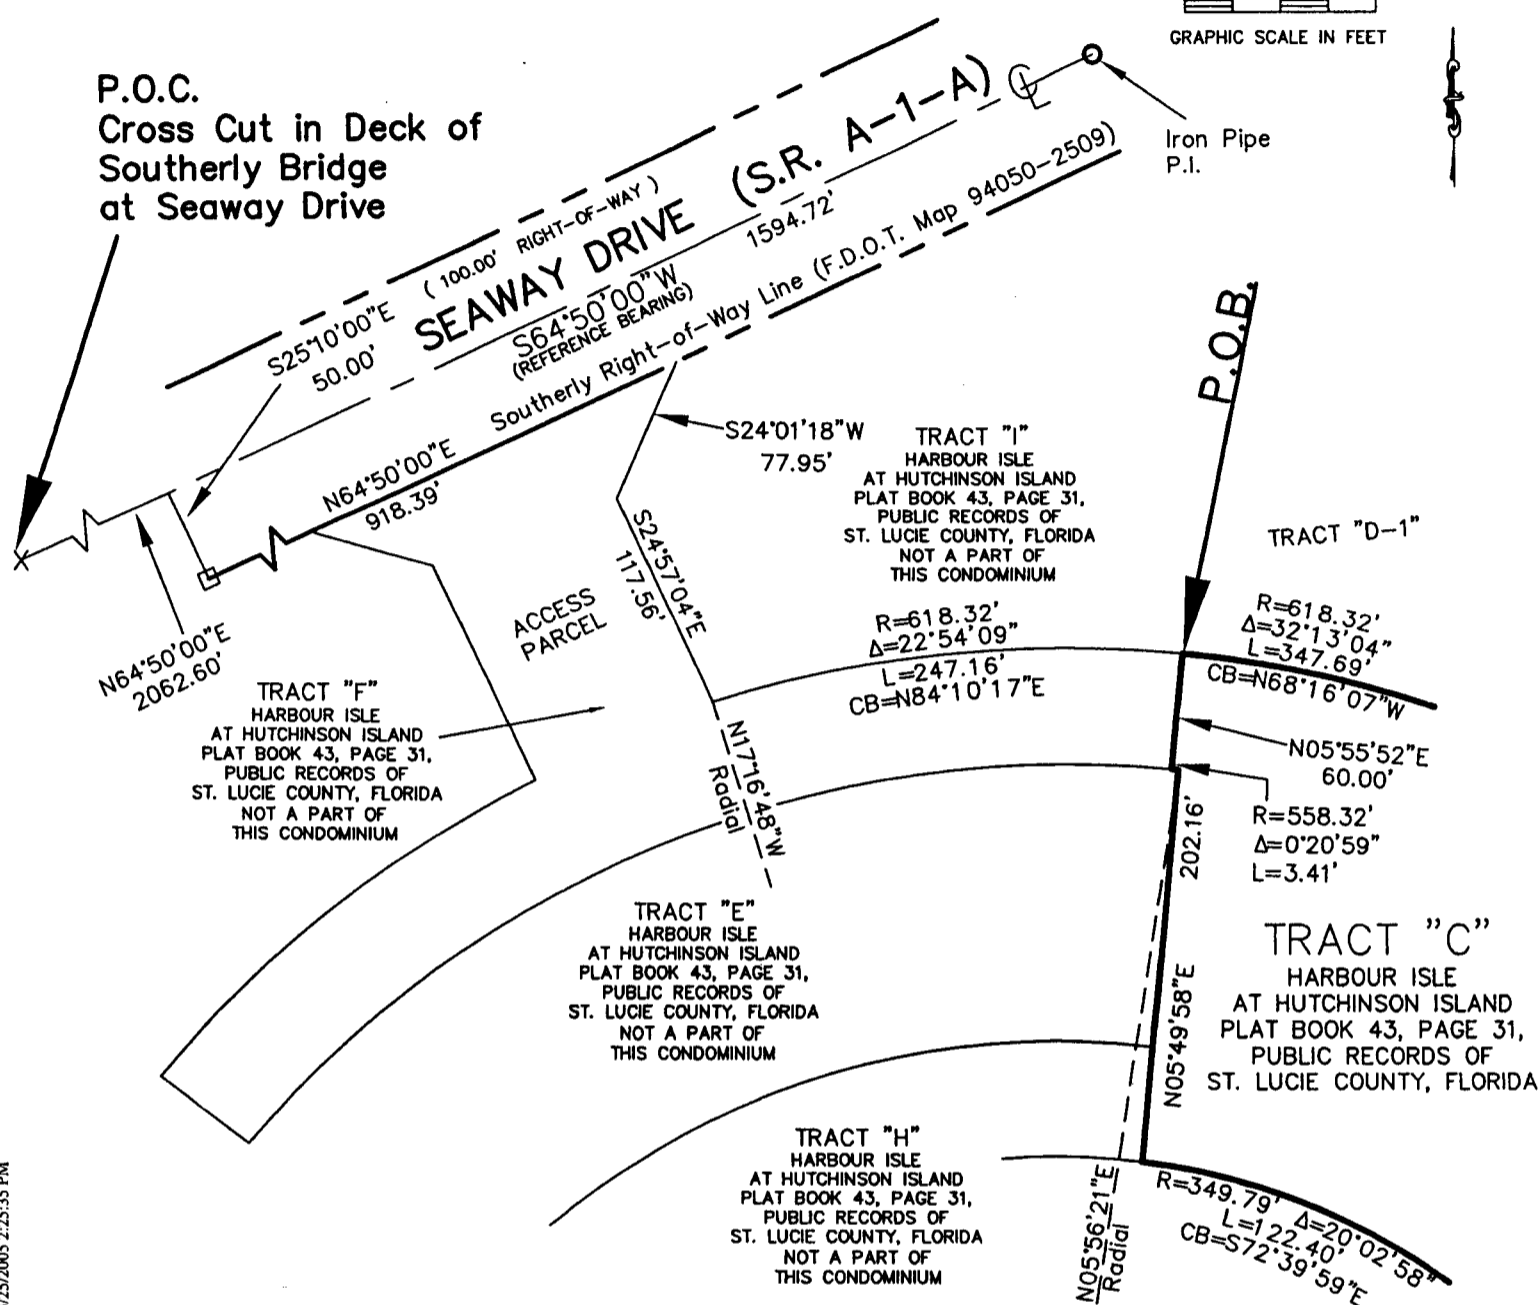 GRAPHIC SCALE IN FEET
P.O.C.
Cross Cut in Deck of
Southerly Bridge
at Seaway Drive
Iron Pipe
P.I.
( 100.00' RIGHT-OF-WAY )
SEAWAY DRIVE (S.R. A-1-A)
CL
1594.72'
S64°50'00"W
(REFERENCE BEARING)
S25°10'00"E
50.00'
Southerly Right-of-Way Line (F.D.O.T. Map 94050-2509)
N64°50'00"E
918.39'
N64°50'00"E
2062.60'
S24°01'18"W
77.95'
S24°57'04"E
117.56'
P.O.B.
TRACT "I"
HARBOUR ISLE
AT HUTCHINSON ISLAND
PLAT BOOK 43, PAGE 31,
PUBLIC RECORDS OF
ST. LUCIE COUNTY, FLORIDA
NOT A PART OF
THIS CONDOMINIUM
TRACT "D-1"
ACCESS
PARCEL
R=618.32'
Δ=22°54'09"
L=247.16'
CB=N84°10'17"E
R=618.32'
Δ=32°13'04"
L=347.69'
CB=N68°16'07"W
TRACT "F"
HARBOUR ISLE
AT HUTCHINSON ISLAND
PLAT BOOK 43, PAGE 31,
PUBLIC RECORDS OF
ST. LUCIE COUNTY, FLORIDA
NOT A PART OF
THIS CONDOMINIUM
N17°16'48"W
Radial
N05°55'52"E
60.00'
R=558.32'
Δ=0°20'59"
L=3.41'
202.16'
N05°49'58"E
TRACT "E"
HARBOUR ISLE
AT HUTCHINSON ISLAND
PLAT BOOK 43, PAGE 31,
PUBLIC RECORDS OF
ST. LUCIE COUNTY, FLORIDA
NOT A PART OF
THIS CONDOMINIUM
TRACT "C"
HARBOUR ISLE
AT HUTCHINSON ISLAND
PLAT BOOK 43, PAGE 31,
PUBLIC RECORDS OF
ST. LUCIE COUNTY, FLORIDA
TRACT "H"
HARBOUR ISLE
AT HUTCHINSON ISLAND
PLAT BOOK 43, PAGE 31,
PUBLIC RECORDS OF
ST. LUCIE COUNTY, FLORIDA
NOT A PART OF
THIS CONDOMINIUM
N05°56'21"E
Radial
R=349.79' Δ=20°02'58"
L=122.40'
CB=S72°39'59"E
/25/2005 2:25:35 PM